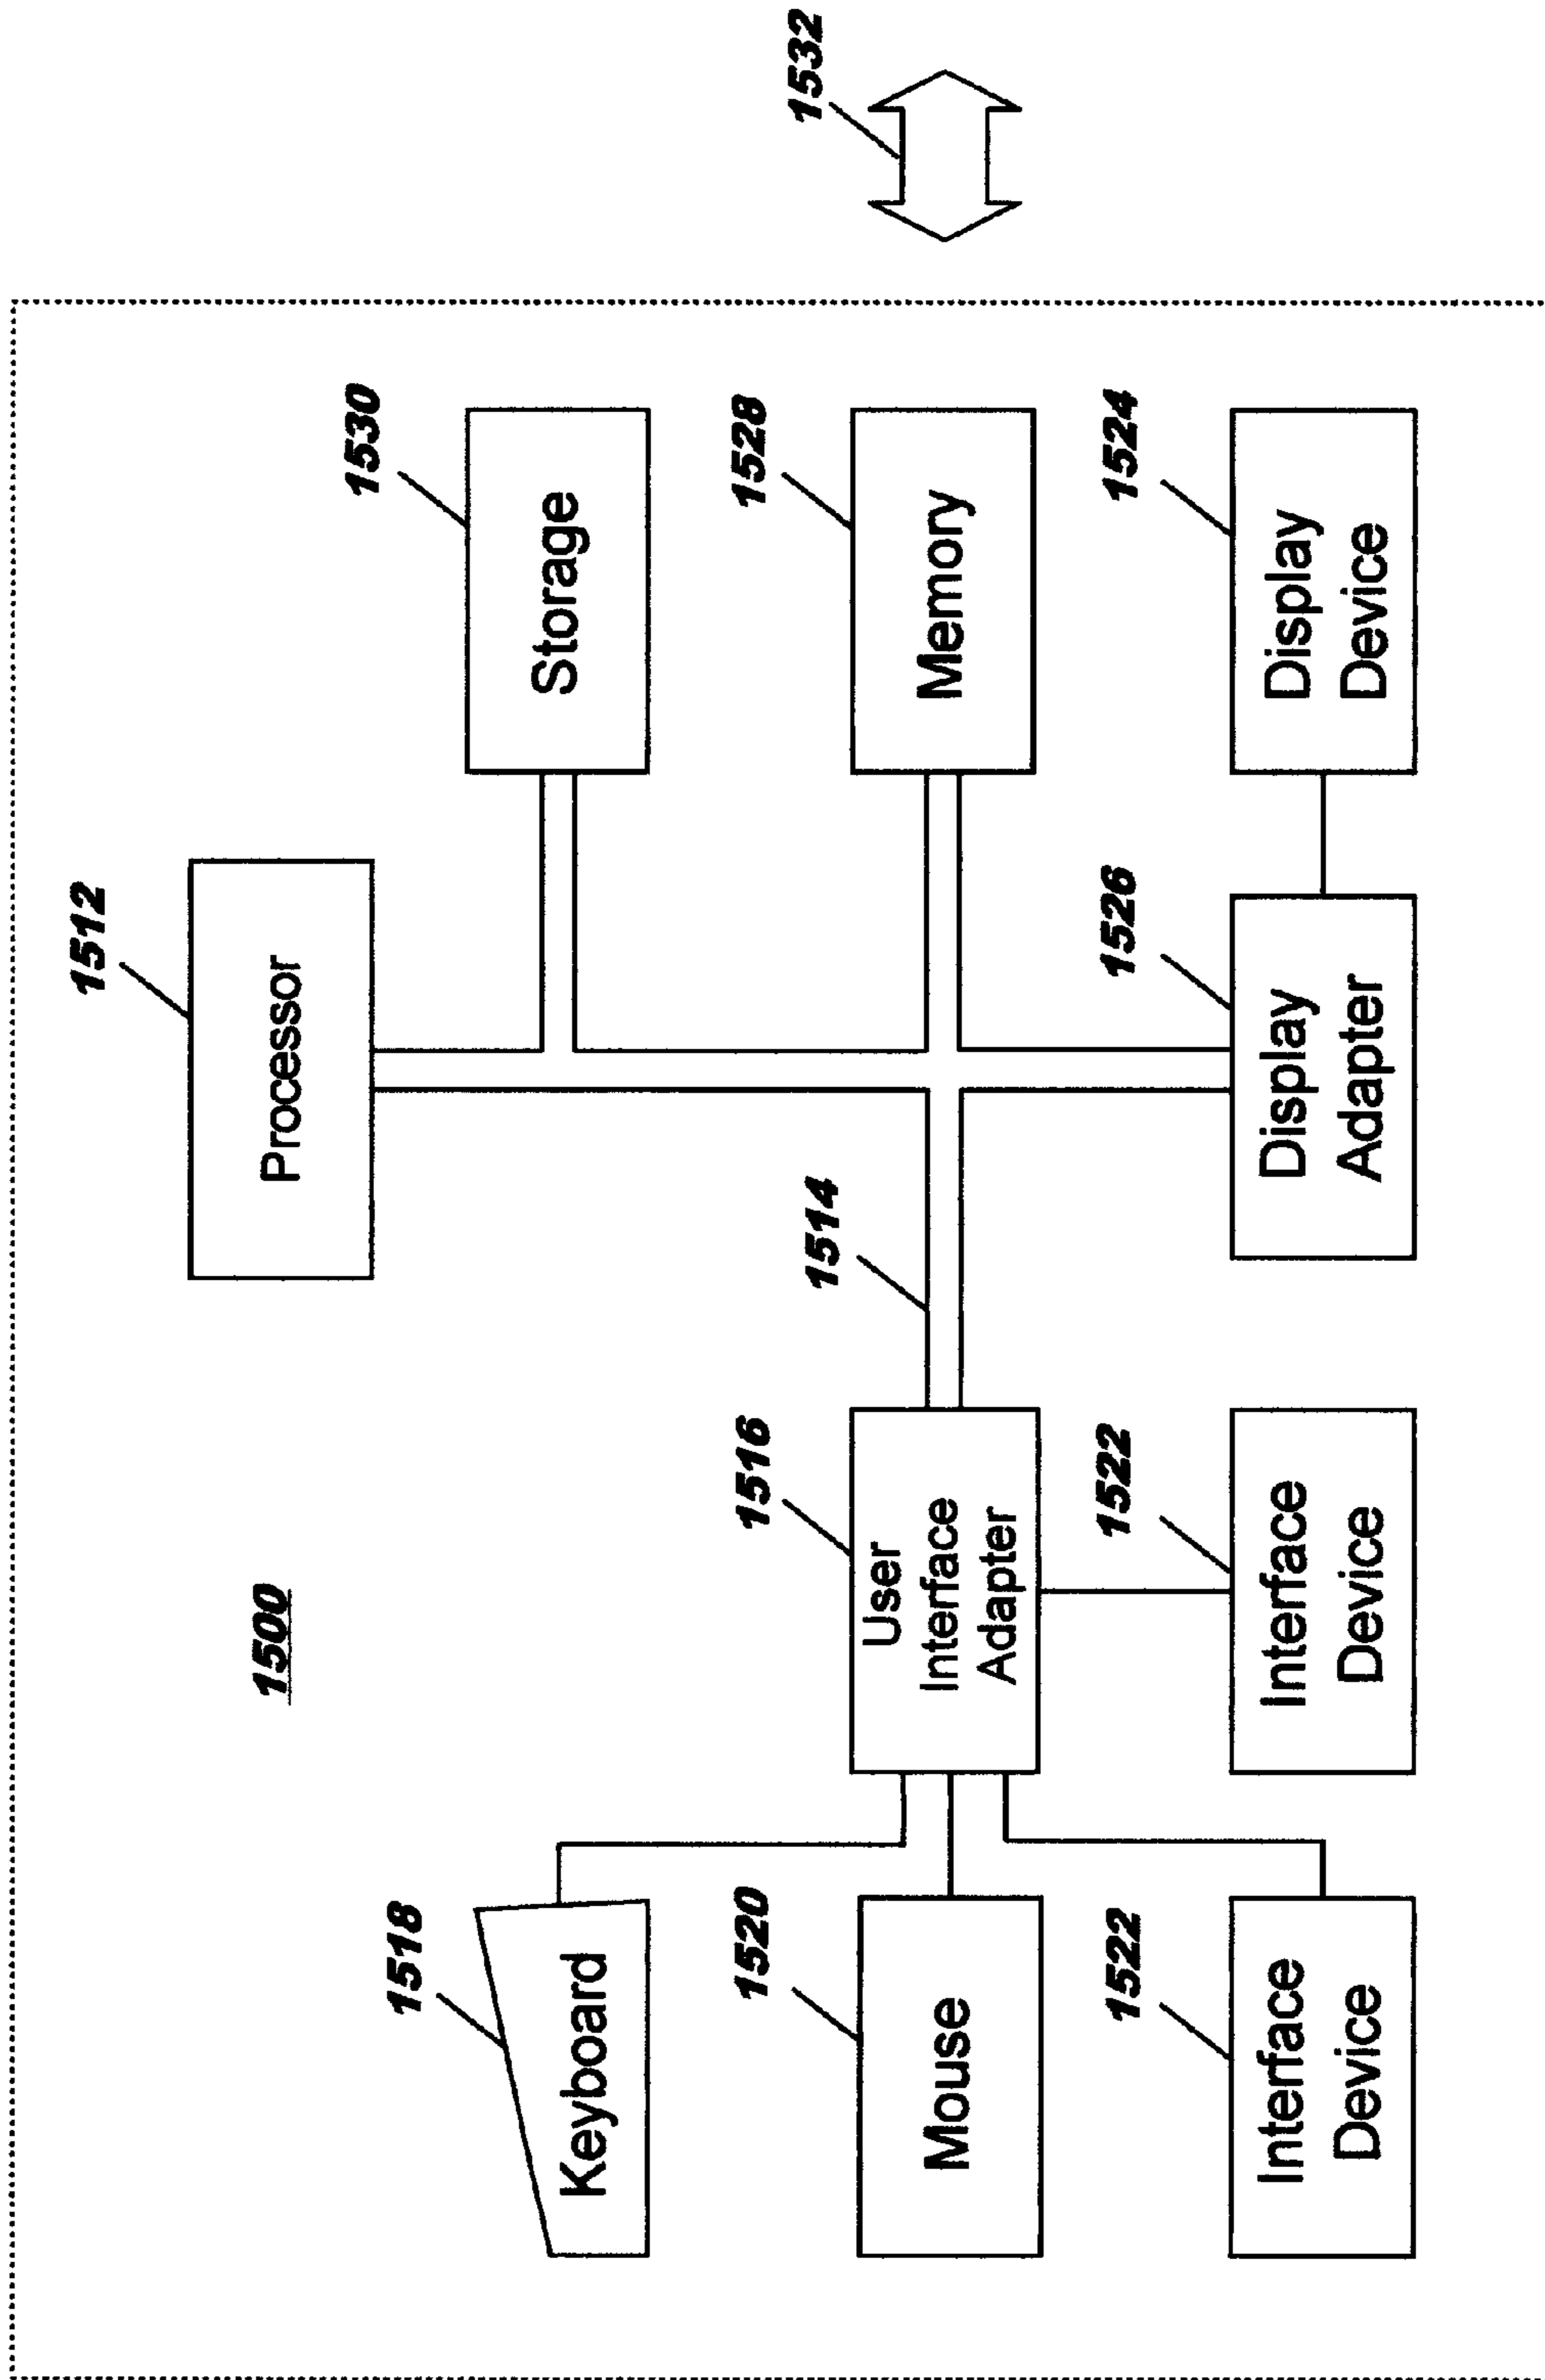 1512
1500
Processor
1518
1530
Keyboard
Storage
1520
1516
1514
1528
1532
Mouse
User
Interface
Adapter
Memory
1522
1522
1526
1524
Interface
Device
Interface
Device
Display
Adapter
Display
Device